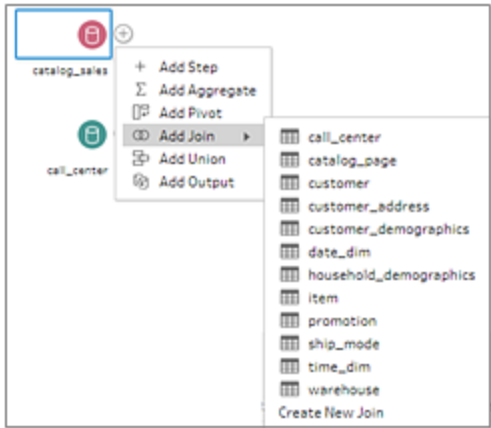 catalog_sales
call_center
Add Step
Add Aggregate
Add Pivot
Add Join
Add Union
Add Output
call_center
catalog_page
customer
customer_address
customer_demographics
date_dim
household_demographics
item
promotion
ship_mode
time_dim
warehouse
Create New Join